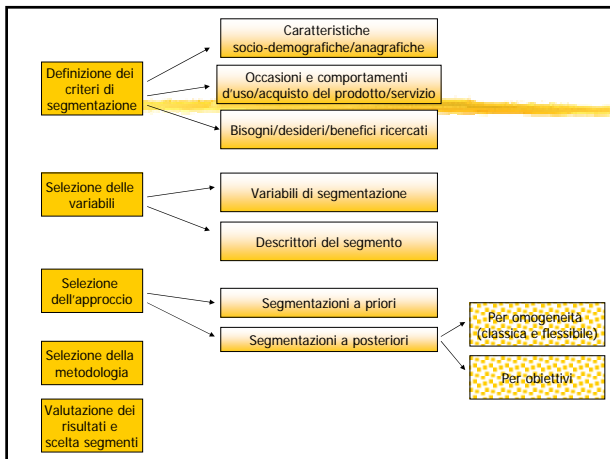 Definizione dei
criteri di
segmentazione
Caratteristiche
socio-demografiche/anagrafiche
Occasioni e comportamenti
d'uso/acquisto del prodotto/servizio
Bisogni/desideri/benefici ricercati
Selezione delle
variabili
Variabili di segmentazione
Descrittori del segmento
Selezione
dell'approccio
Segmentazioni a priori
Segmentazioni a posteriori
Per omogeneità
(classica e flessibile)
Per obiettivi
Selezione della
metodologia
Valutazione dei
risultati e
scelta segmenti